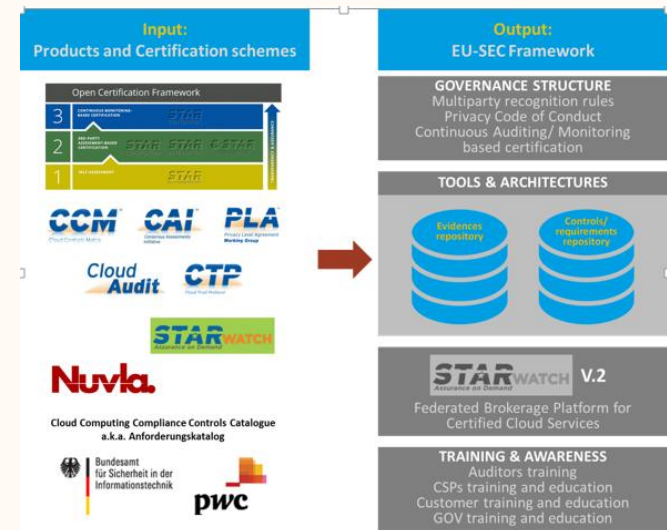 Input:
Products and Certification schemes
Open Certification Framework
3 CONTINUOUS MONITORING-BASED CERTIFICATION STAR
2 3RD-PARTY ASSESSMENT-BASED CERTIFICATION STAR STAR C-STAR
1 SELF ASSESSMENT STAR
CCM CAI PLA
Cloud Controls Matrix Consensus Assessments Initiative Privacy Level Agreement
Working Group
Cloud Audit CTP
Cloud Trust Protocol
STARWATCH
Assurance on Demand
Nuvla.
Cloud Computing Compliance Controls Catalogue
a.k.a. Anforderungskatalog
Bundesamt
für Sicherheit in der
Informationstechnik
pwc
Output:
EU-SEC Framework
GOVERNANCE STRUCTURE
Multiparty recognition rules
Privacy Code of Conduct
Continuous Auditing/ Monitoring
based certification
TOOLS & ARCHITECTURES
Evidences
repository
Controls/
requirements
repository
STARWATCH V.2
Assurance on Demand
Federated Brokerage Platform for
Certified Cloud Services
TRAINING & AWARENESS
Auditors training
CSPs training and education
Customer training and education
GOV training and education